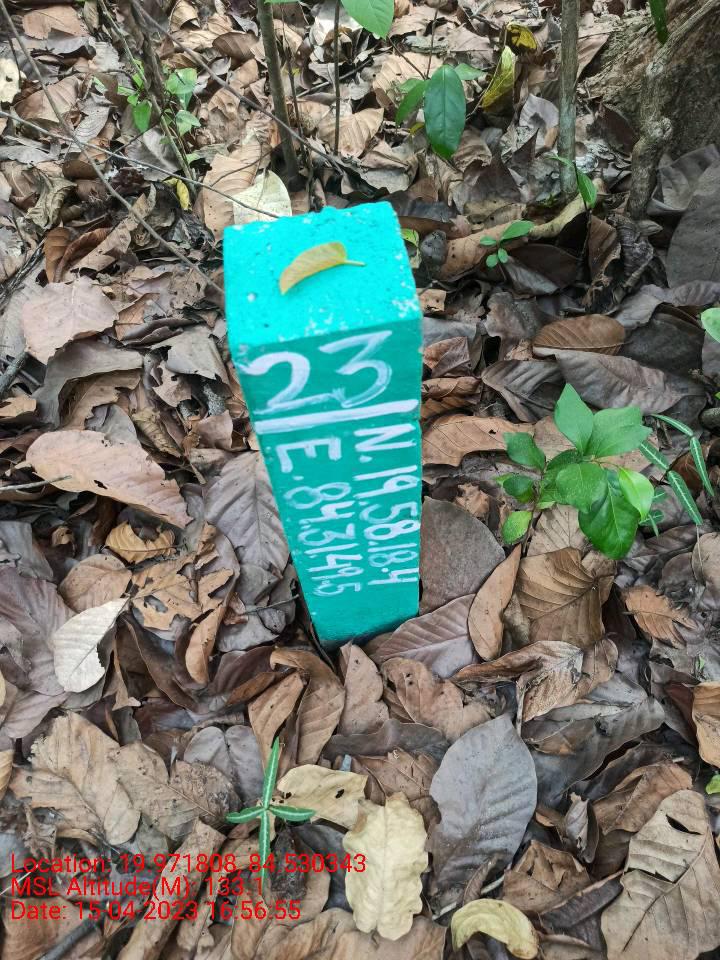 23
N. 19.58.18.4
E. 84.31.49.5
Location: 19.971808, 84.530343
MSL Altitude(M): 133.1
Date: 15-04-2023 16:56:55